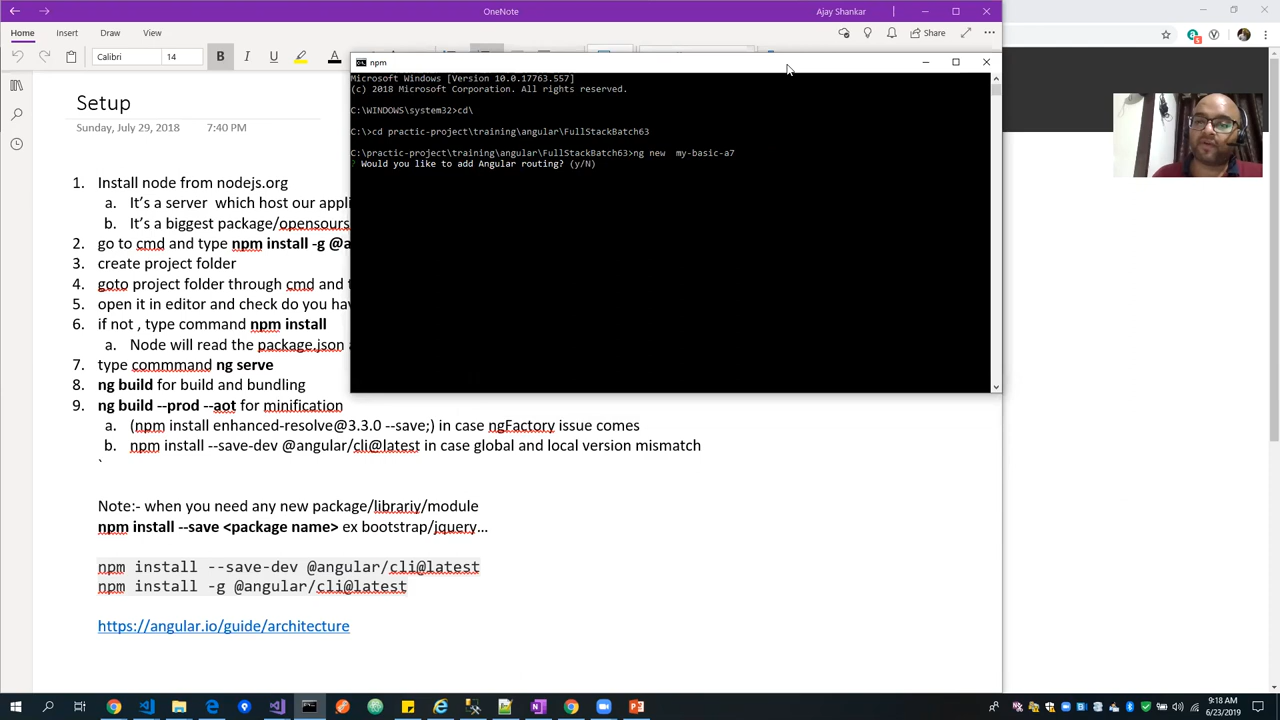 OneNote
Ajay Shankar
Home Insert Draw View Help Class Notebook
Share
Calibri 14 B I U A
npm
Microsoft Windows [Version 10.0.17763.557]
(c) 2018 Microsoft Corporation. All rights reserved.
C:\WINDOWS\system32>cd\
C:\>cd practic-project\training\angular\FullStackBatch63
C:\practic-project\training\angular\FullStackBatch63>ng new  my-basic-a7
? Would you like to add Angular routing? (y/N)
Setup
Sunday, July 29, 2018 7:40 PM
1. Install node from nodejs.org
a. It's a server  which host our appli
b. It's a biggest package/opensours
2. go to cmd and type npm install -g @a
3. create project folder
4. goto project folder through cmd and t
5. open it in editor and check do you hav
6. if not , type command npm install
a. Node will read the package.json a
7. type commmand ng serve
8. ng build for build and bundling
9. ng build --prod --aot for minification
a. (npm install enhanced-resolve@3.3.0 --save;) in case ngFactory issue comes
b. npm install --save-dev @angular/cli@latest in case global and local version mismatch
`
Note:- when you need any new package/librariy/module
npm install --save <package name> ex bootstrap/jquery...
npm install --save-dev @angular/cli@latest
npm install -g @angular/cli@latest
https://angular.io/guide/architecture
9:18 AM
6/23/2019